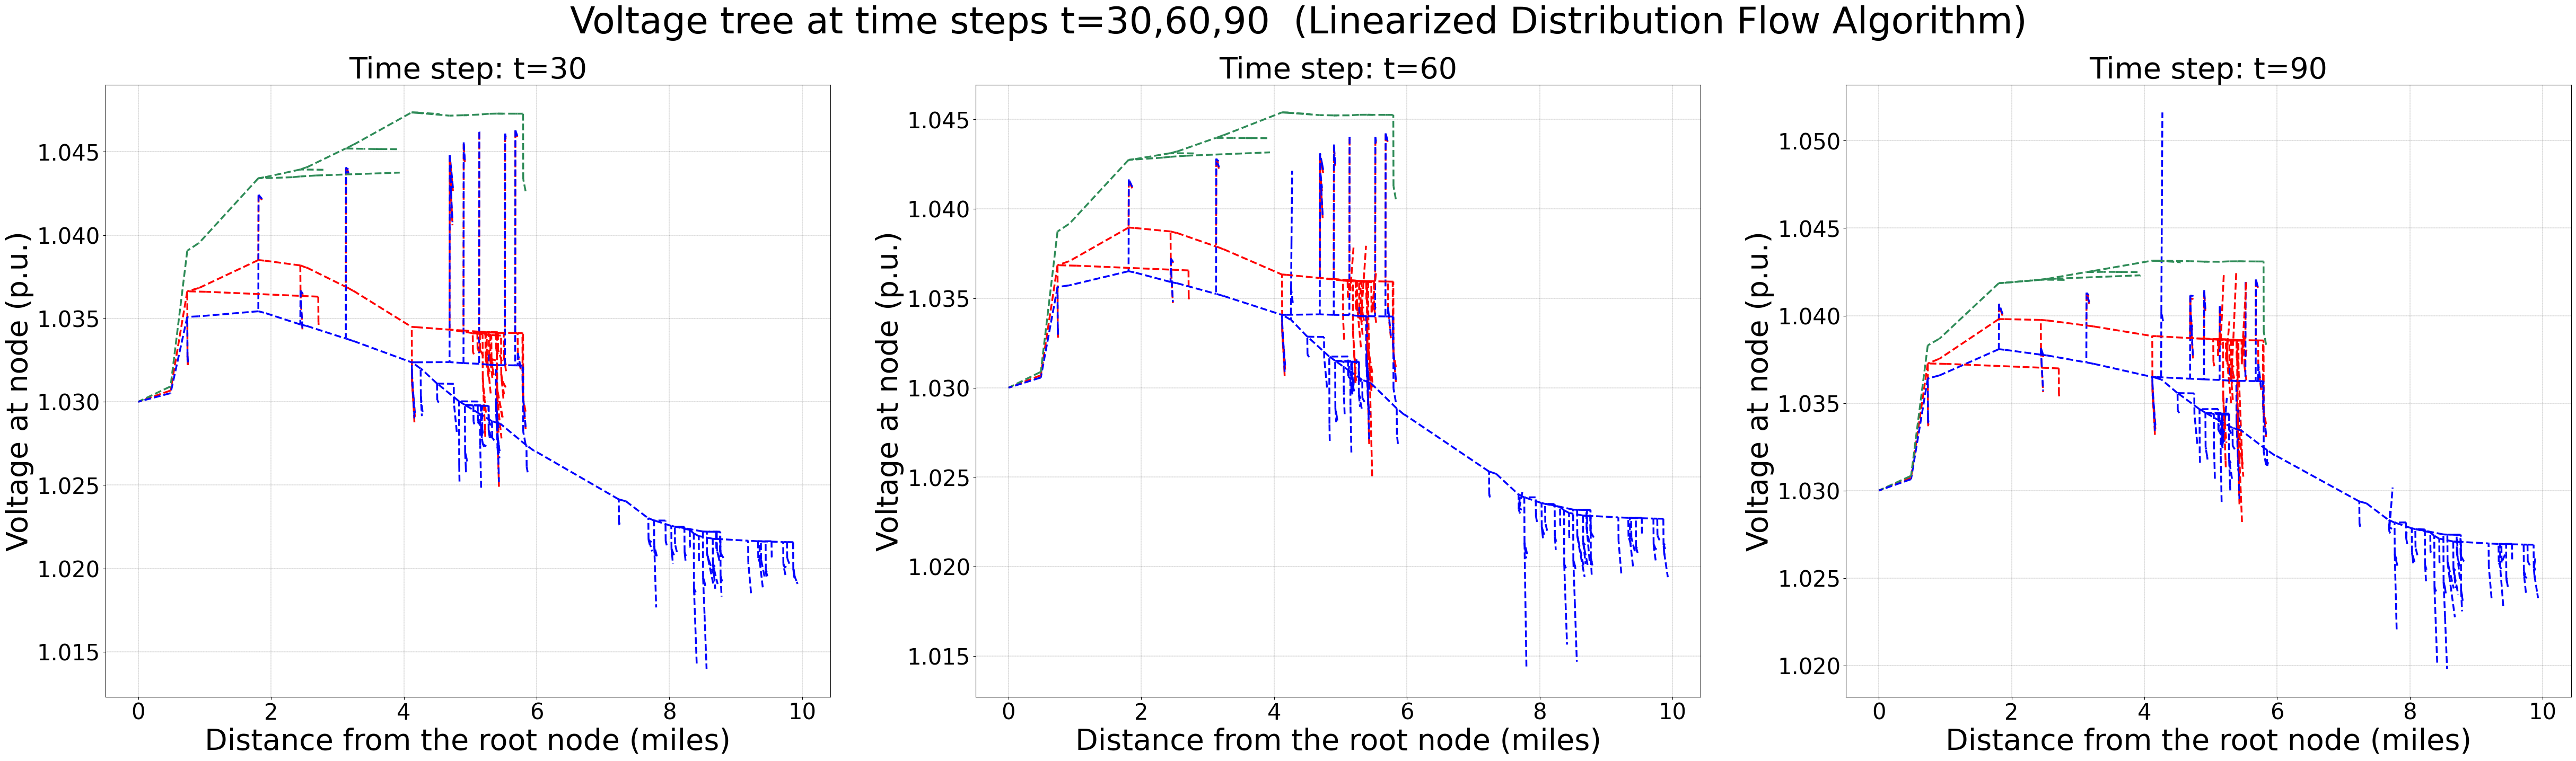 Voltage tree at time steps t=30,60,90  (Linearized Distribution Flow Algorithm)
Time step: t=30
Voltage at node (p.u.)
1.045
1.040
1.035
1.030
1.025
1.020
1.015
0 2 4 6 8 10
Distance from the root node (miles)
Time step: t=60
Voltage at node (p.u.)
1.045
1.040
1.035
1.030
1.025
1.020
1.015
0 2 4 6 8 10
Distance from the root node (miles)
Time step: t=90
Voltage at node (p.u.)
1.050
1.045
1.040
1.035
1.030
1.025
1.020
0 2 4 6 8 10
Distance from the root node (miles)